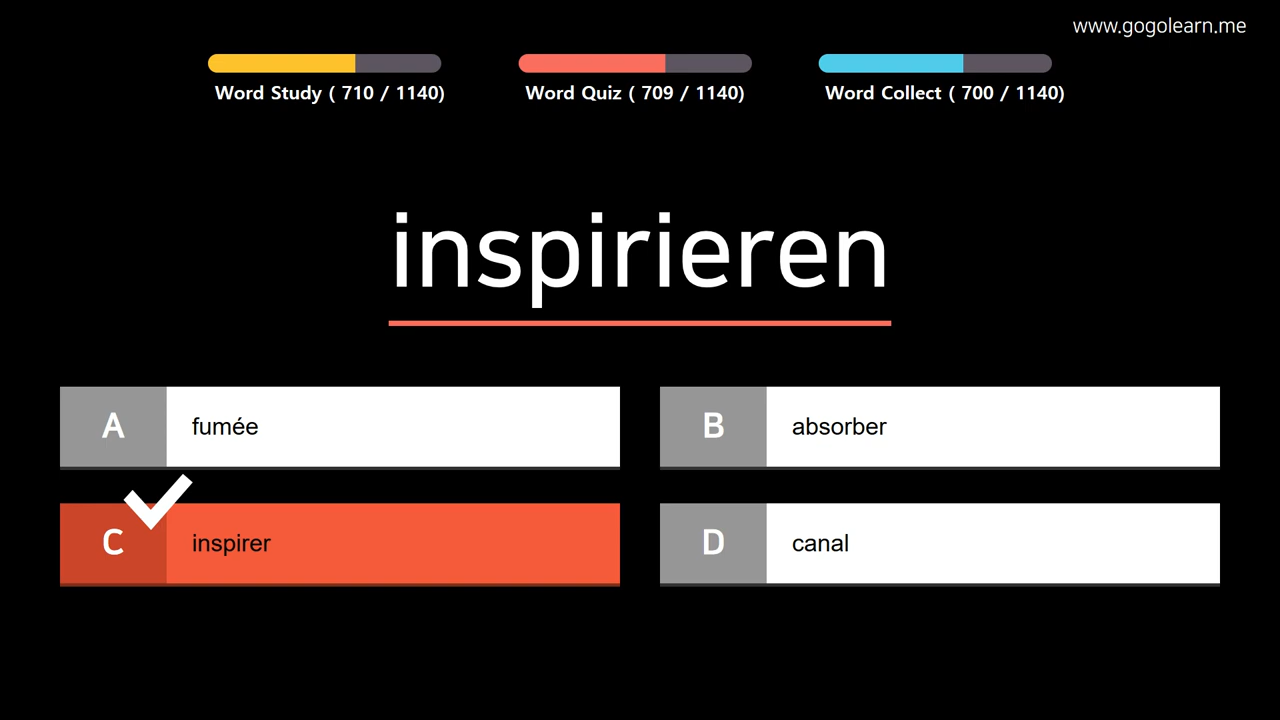 www.gogolearn.me
Word Study ( 710 / 1140)
Word Quiz ( 709 / 1140)
Word Collect ( 700 / 1140)
inspirieren
A fumée
B absorber
C inspirer
D canal